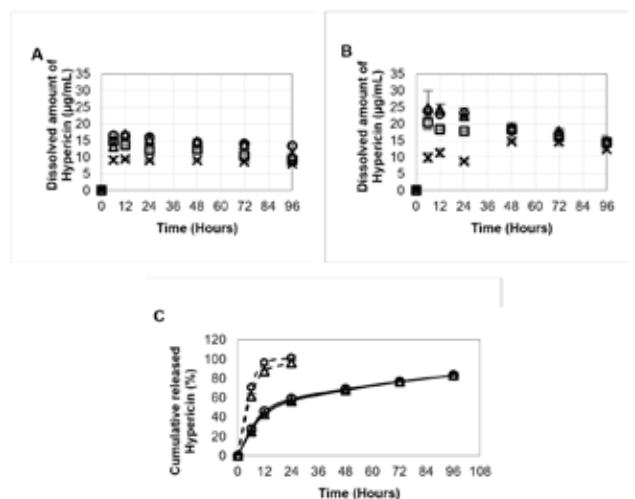 A
Dissolved amount of
Hypericin (µg/mL)
35
30
25
20
15
10
5
0
0 12 24 36 48 60 72 84 96
Time (Hours)
B
Dissolved amount of
Hypericin (µg/mL)
35
30
25
20
15
10
5
0
0 12 24 36 48 60 72 84 96
Time (Hours)
C
Cumulative released
Hypericin (%)
120
100
80
60
40
20
0
0 12 24 36 48 60 72 84 96 108
Time (Hours)